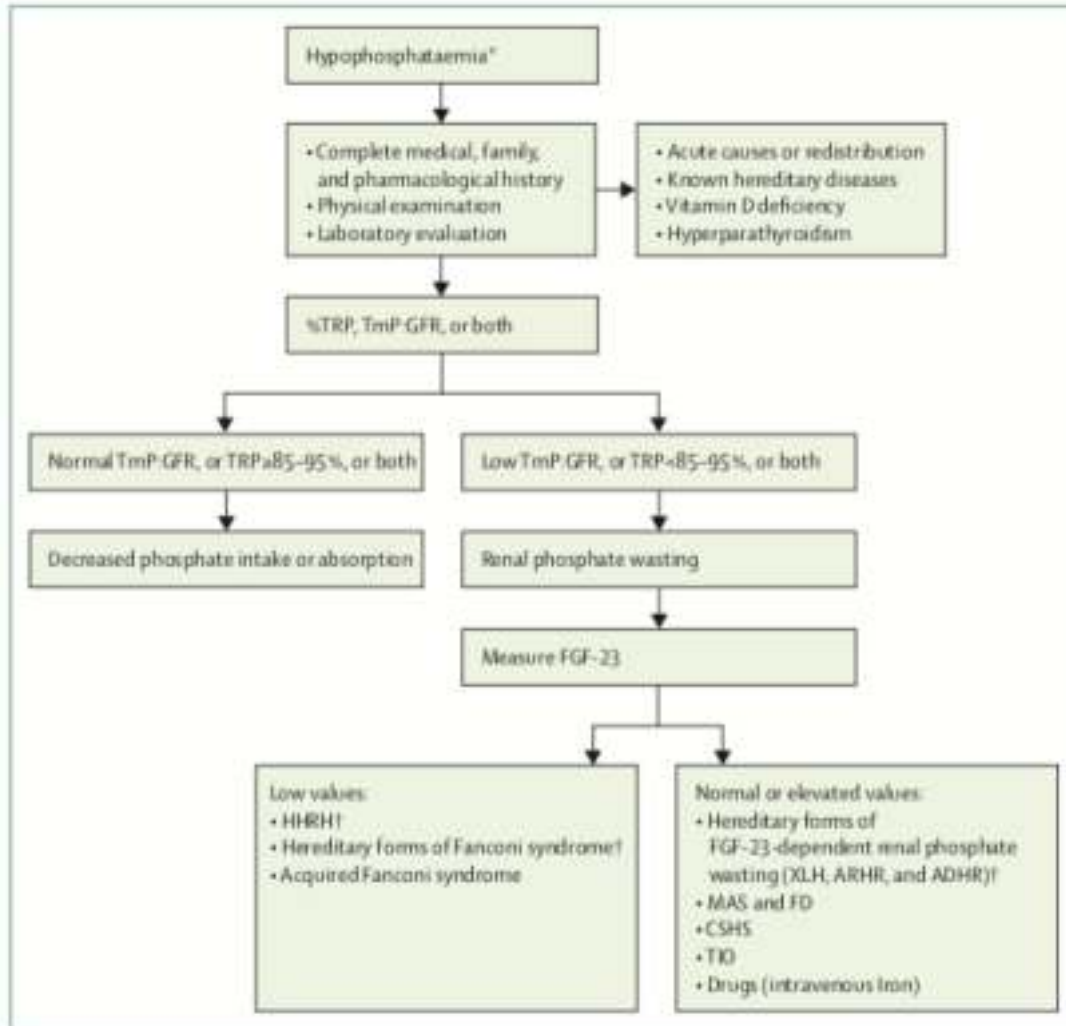 Hypophosphataemia*
• Complete medical, family,
and pharmacological history
• Physical examination
• Laboratory evaluation
• Acute causes or redistribution
• Known hereditary diseases
• Vitamin D deficiency
• Hyperparathyroidism
%TRP, TmP:GFR, or both
Normal TmP:GFR, or TRP≥85–95%, or both
Low TmP:GFR, or TRP<85–95%, or both
Decreased phosphate intake or absorption
Renal phosphate wasting
Measure FGF-23
Low values:
• HHRH†
• Hereditary forms of Fanconi syndrome†
• Acquired Fanconi syndrome
Normal or elevated values:
• Hereditary forms of
FGF-23-dependent renal phosphate
wasting (XLH, ARHR, and ADHR)†
• MAS and FD
• CSHS
• TIO
• Drugs (intravenous Iron)